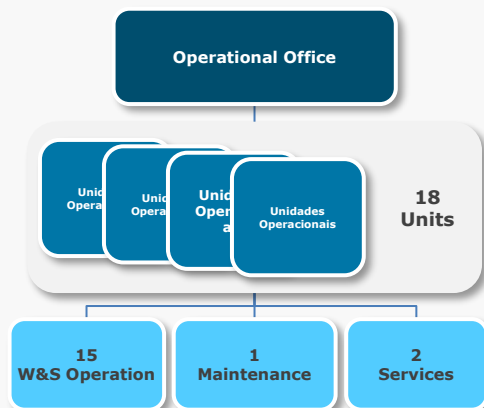 Operational Office
Unidades
Operacionais
18
Units
15
W&S Operation
1
Maintenance
2
Services